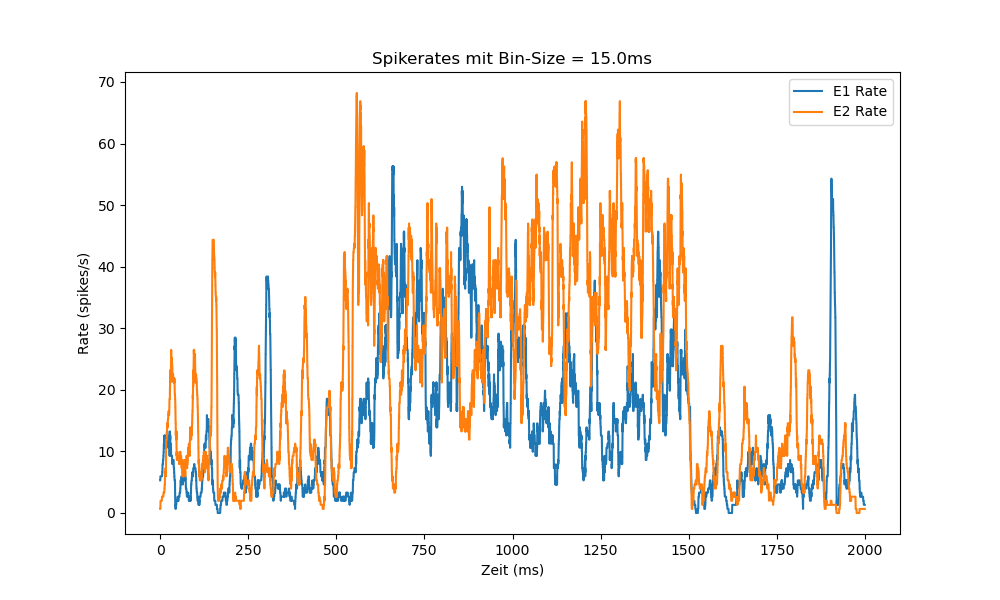 Spikerates mit Bin-Size = 15.0ms
E1 Rate
E2 Rate
Rate (spikes/s)
70
60
50
40
30
20
10
0
0 250 500 750 1000 1250 1500 1750 2000
Zeit (ms)